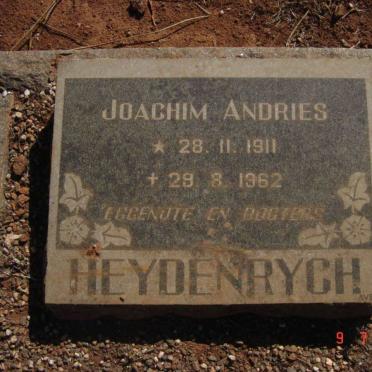 JOACHIM ANDRIES
★ 28. 11. 1911
+ 29. 8. 1962
EGGENOTE EN DOGTERS
HEYDENRYCH
9 7